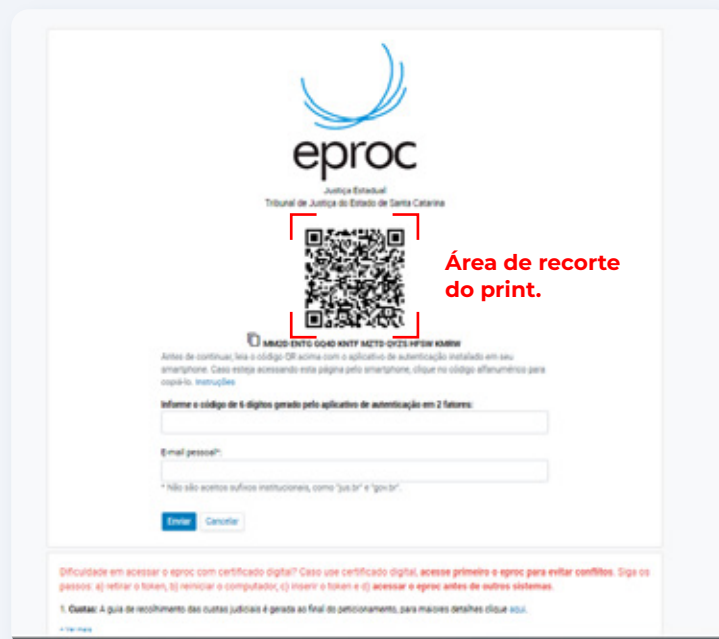 eproc
Justiça Estadual
Tribunal de Justiça do Estado de Santa Catarina
Área de recorte
do print.
ENTG GQ4D KNTF MZTD QYZS HFSW KMRW
Antes de continuar, leia o código QR acima com o aplicativo de autenticação instalado em seu
smartphone. Caso esteja acessando esta página pelo smartphone, clique no código alfanumérico para
copiá-lo. Instruções
Informe o código de 6 dígitos gerado pelo aplicativo de autenticação em 2 fatores:
E-mail pessoal*:
* Não são aceitos sufixos institucionais, como "jus.br" e "gov.br".
Enviar Cancelar
Dificuldade em acessar o eproc com certificado digital? Caso use certificado digital, acesse primeiro o eproc para evitar conflitos. Siga os
passos: a) retirar o token, b) reiniciar o computador, c) inserir o token e d) acessar o eproc antes de outros sistemas.
1. Custas: A guia de recolhimento das custas judiciais é gerada ao final do peticionamento, para maiores detalhes clique aqui.
+ Ver mais